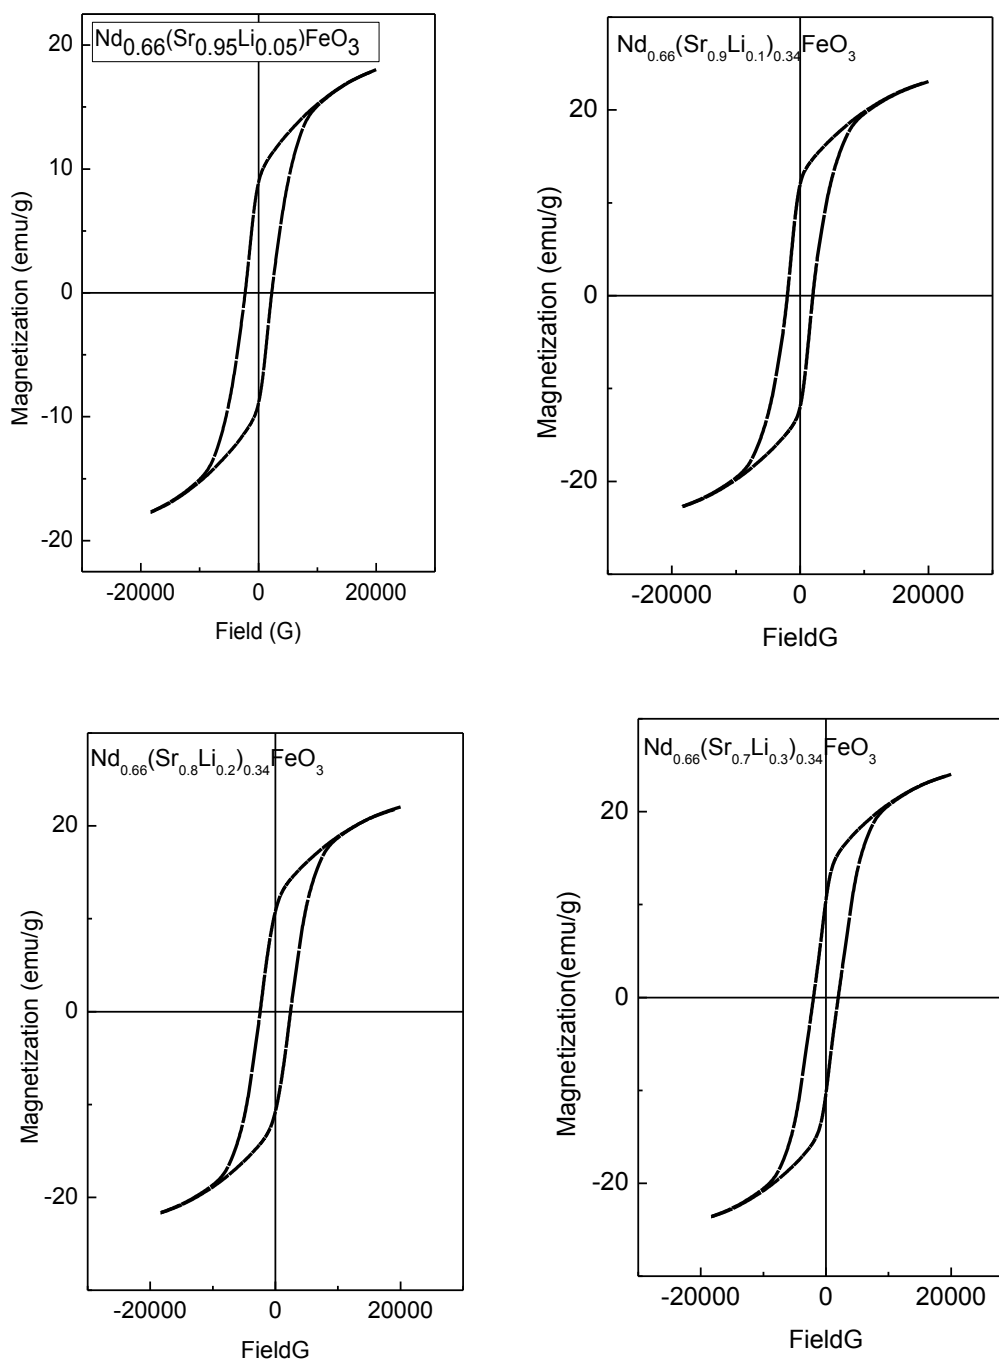 Nd0.66(Sr0.95Li0.05)FeO3
20
10
0
-10
-20
Magnetization (emu/g)
-20000 0 20000
Field (G)
Nd0.66(Sr0.9Li0.1)0.34FeO3
20
0
-20
Magnetization (emu/g)
-20000 0 20000
FieldG
Nd0.66(Sr0.8Li0.2)0.34FeO3
20
0
-20
Magnetization (emu/g)
-20000 0 20000
FieldG
Nd0.66(Sr0.7Li0.3)0.34FeO3
20
0
-20
Magnetization(emu/g)
-20000 0 20000
FieldG